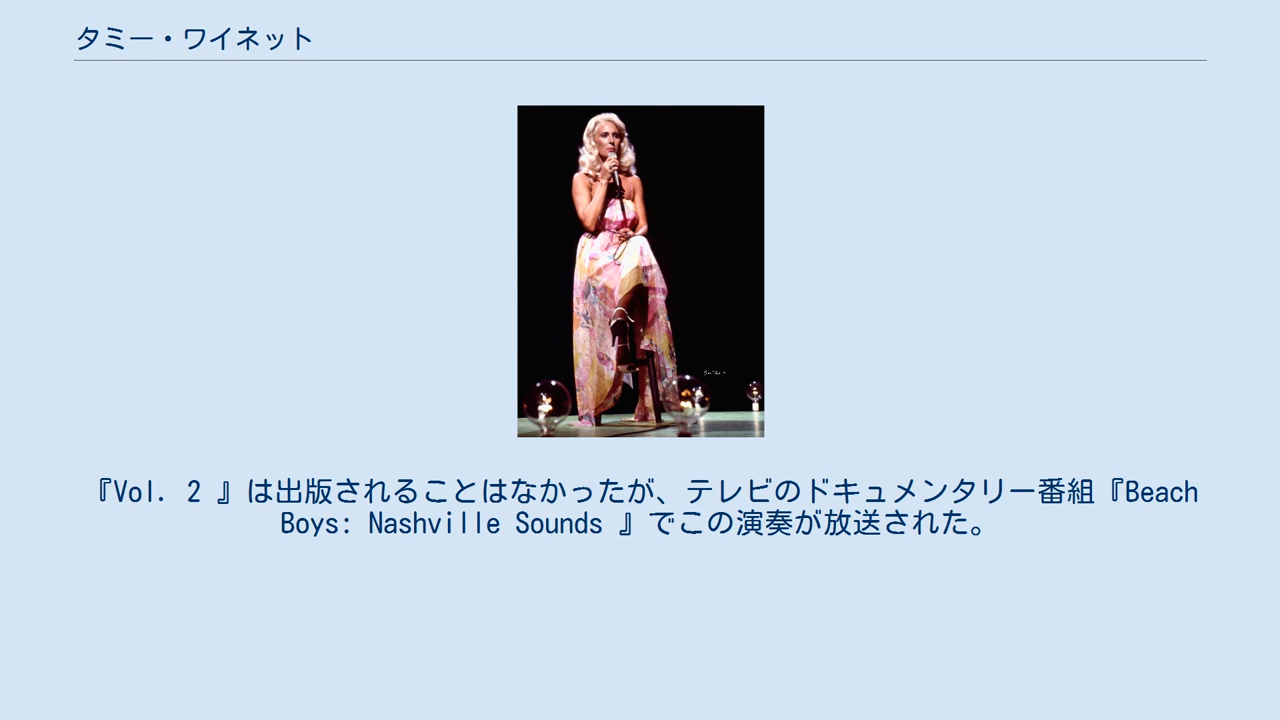 タミー・ワイネット
『Vol. 2 』は出版されることはなかったが、テレビのドキュメンタリー番組『Beach
Boys: Nashville Sounds 』でこの演奏が放送された。